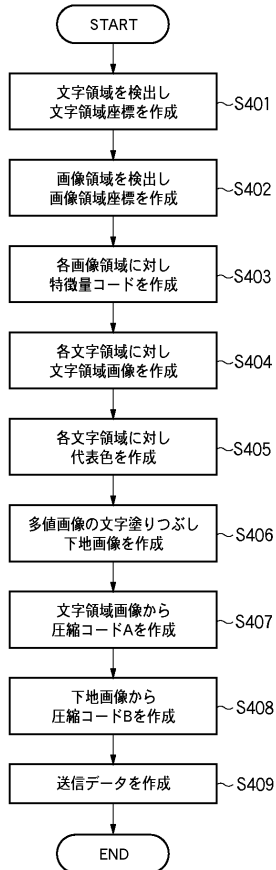 START
文字領域を検出し
文字領域座標を作成
S401
画像領域を検出し
画像領域座標を作成
S402
各画像領域に対し
特徴量コードを作成
S403
各文字領域に対し
文字領域画像を作成
S404
各文字領域に対し
代表色を作成
S405
多値画像の文字塗りつぶし
下地画像を作成
S406
文字領域画像から
圧縮コードAを作成
S407
下地画像から
圧縮コードBを作成
S408
送信データを作成
S409
END